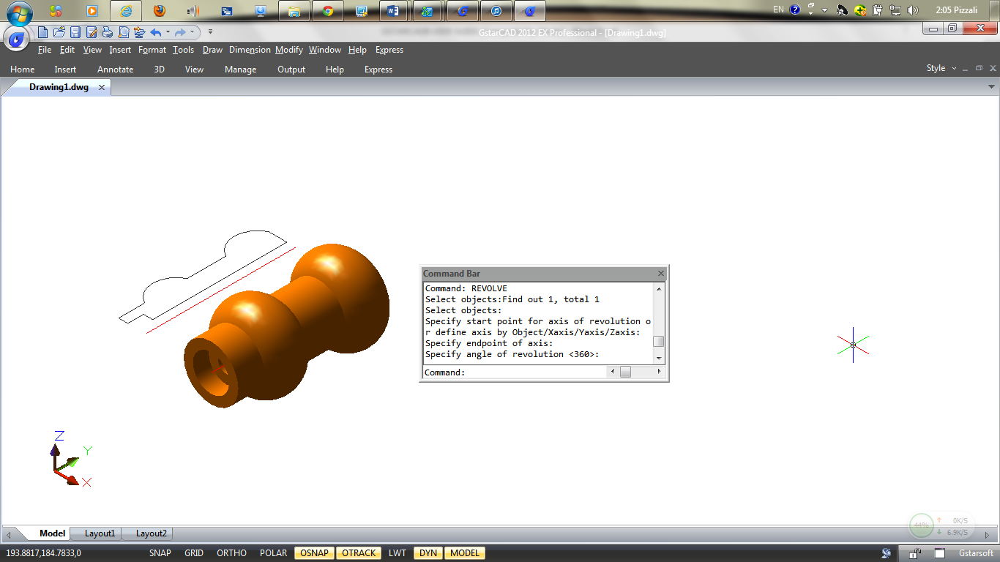 EN
2:05 Pizzali
GstarCAD 2012 EX Professional - [Drawing1.dwg]
File Edit View Insert Format Tools Draw Dimension Modify Window Help Express
Home Insert Annotate 3D View Manage Output Help Express
Style
Drawing1.dwg
Command Bar
Command: REVOLVE
Select objects:Find out 1, total 1
Select objects:
Specify start point for axis of revolution o
r define axis by Object/Xaxis/Yaxis/Zaxis:
Specify endpoint of axis:
Specify angle of revolution <360>:
Command:
Z
Y
X
44%
0K/S
6.9K/S
Model Layout1 Layout2
193.8817,184.7833,0 SNAP GRID ORTHO POLAR OSNAP OTRACK LWT DYN MODEL Gstarsoft